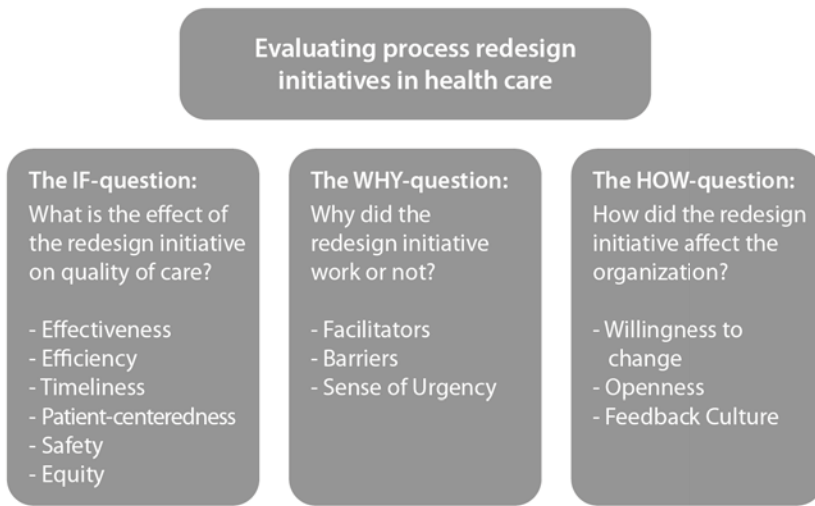 Evaluating process redesign
initiatives in health care
The IF-question:
What is the effect of
the redesign initiative
on quality of care?
- Effectiveness
- Efficiency
- Timeliness
- Patient-centeredness
- Safety
- Equity
The WHY-question:
Why did the
redesign initiative
work or not?
- Facilitators
- Barriers
- Sense of Urgency
The HOW-question:
How did the redesign
initiative affect the
organization?
- Willingness to
change
- Openness
- Feedback Culture